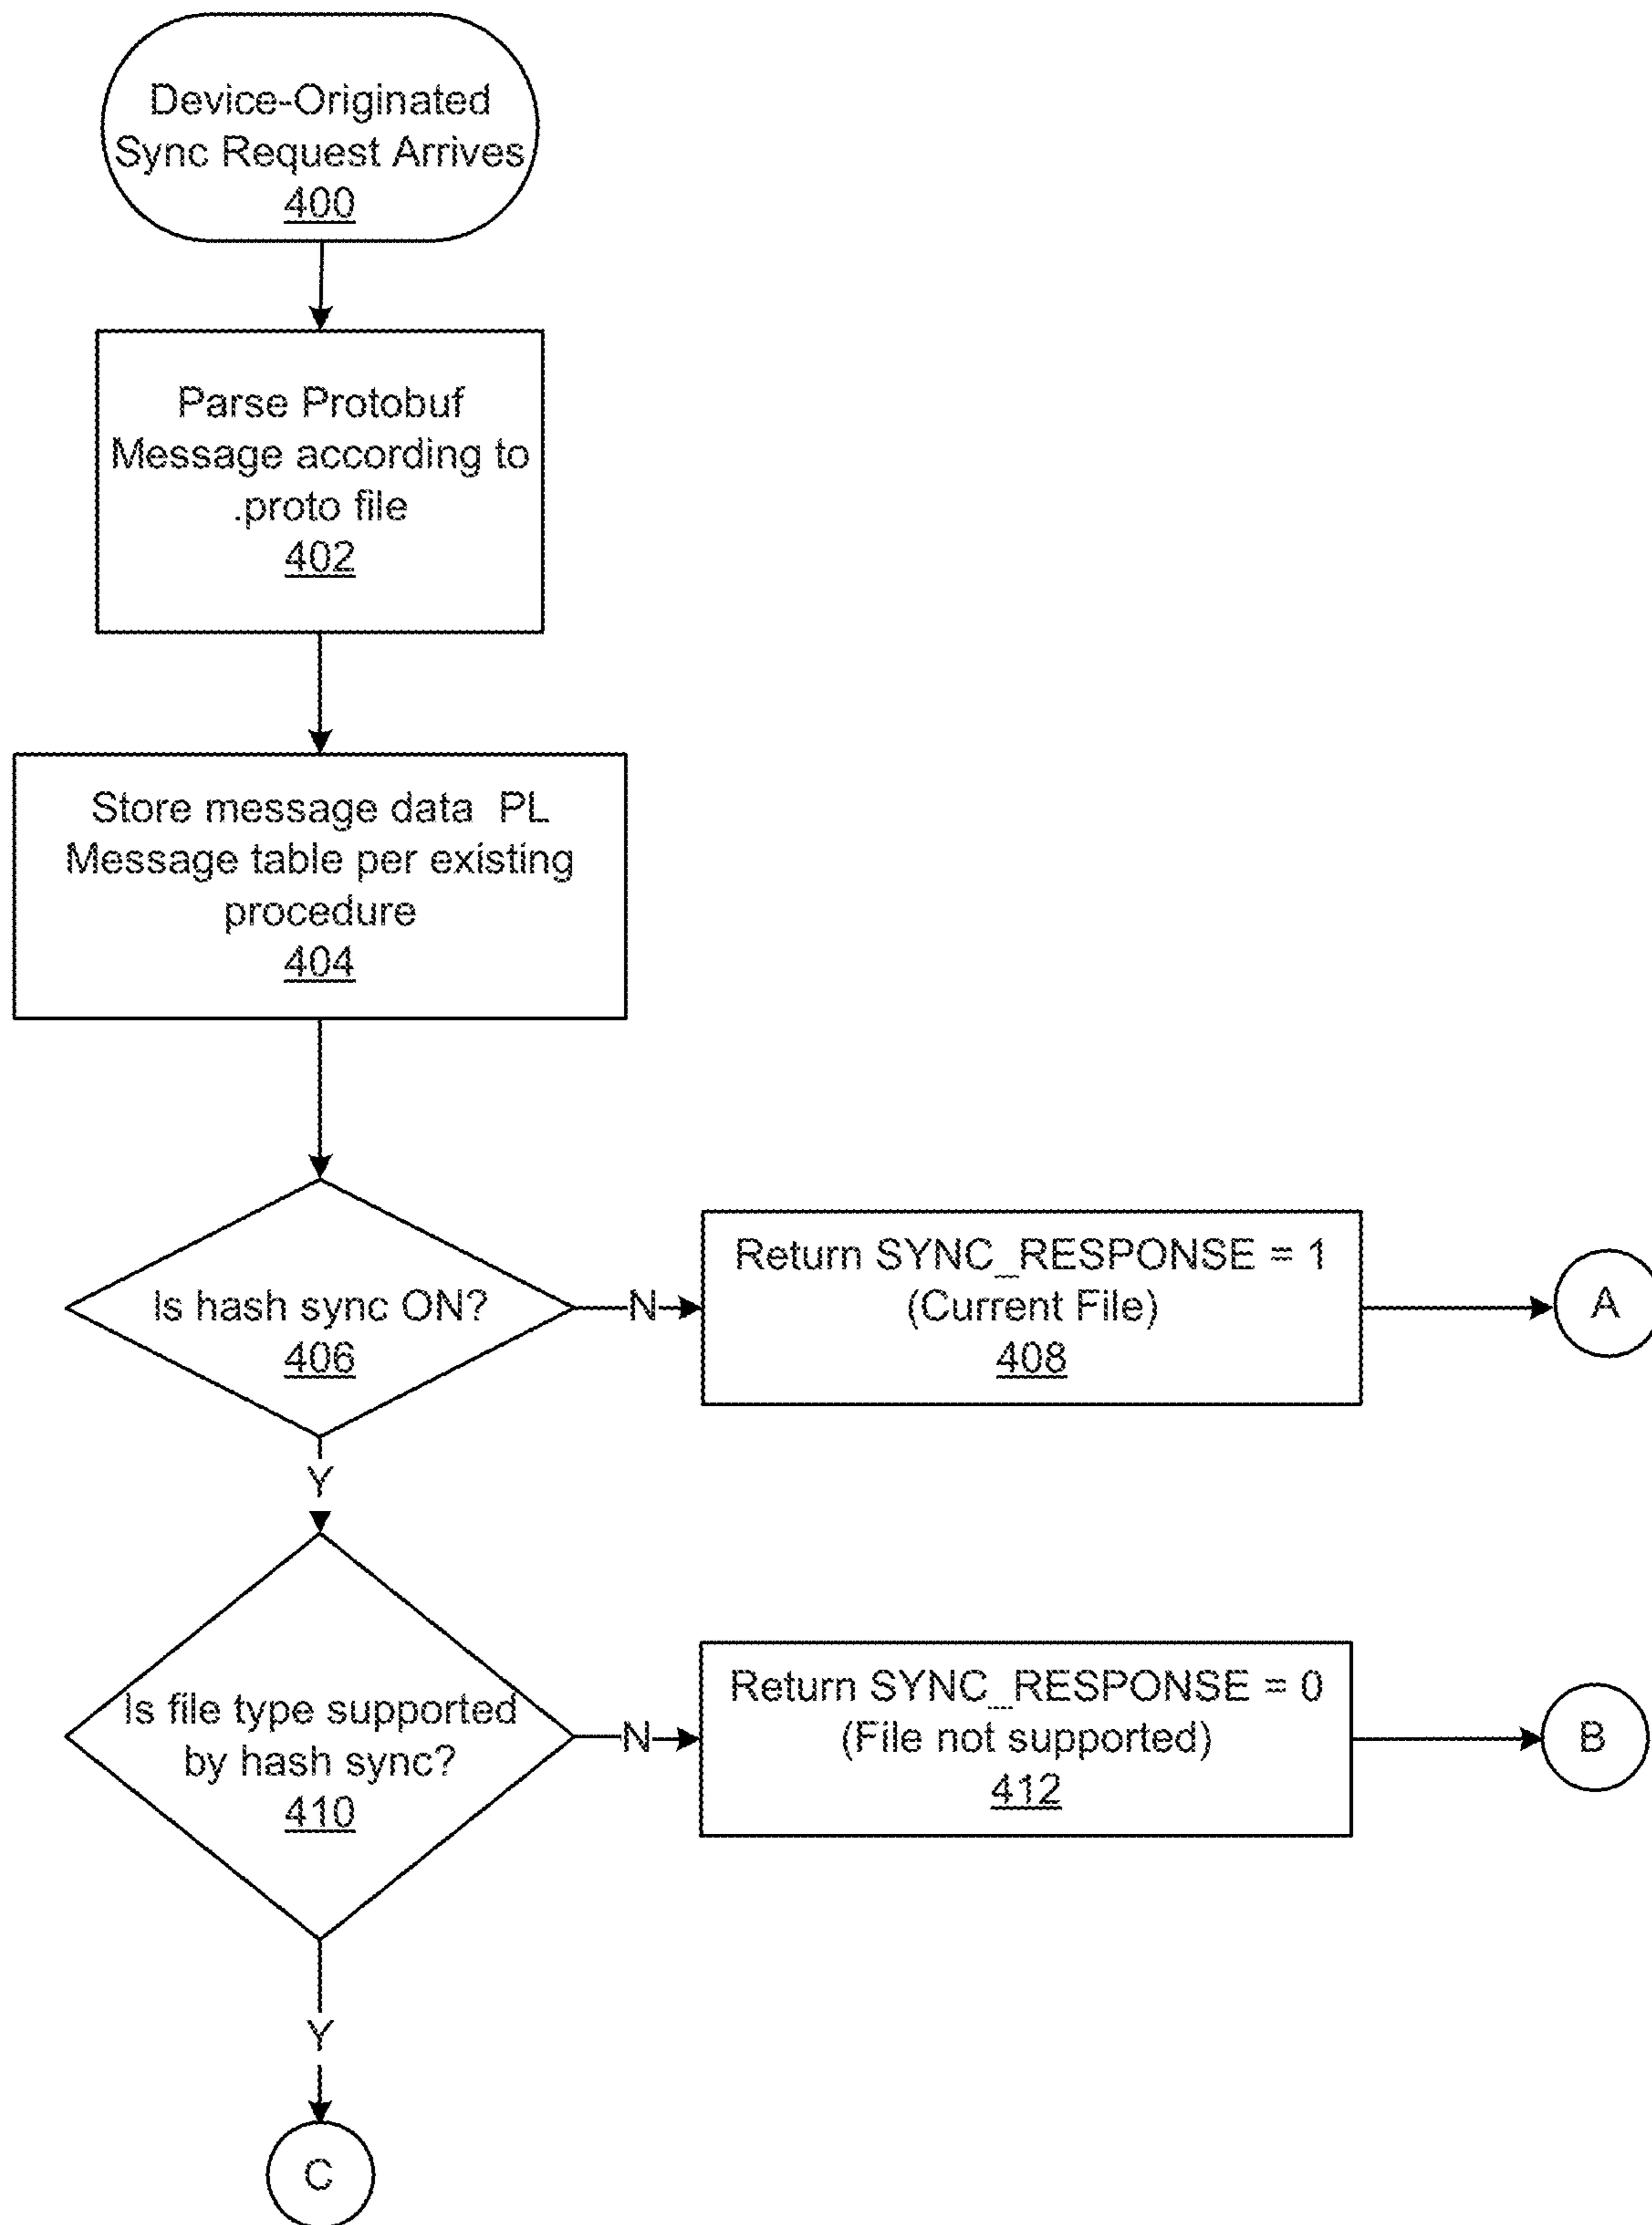 Device-Originated
Sync Request Arrives
400
Parse Protobuf
Message according to
.proto file
402
Store message data  PL
Message table per existing
procedure
404
Is hash sync ON?
406
N
Return SYNC_RESPONSE = 1
(Current File)
408
A
Y
Is file type supported
by hash sync?
410
N
Return SYNC_RESPONSE = 0
(File not supported)
412
B
Y
C